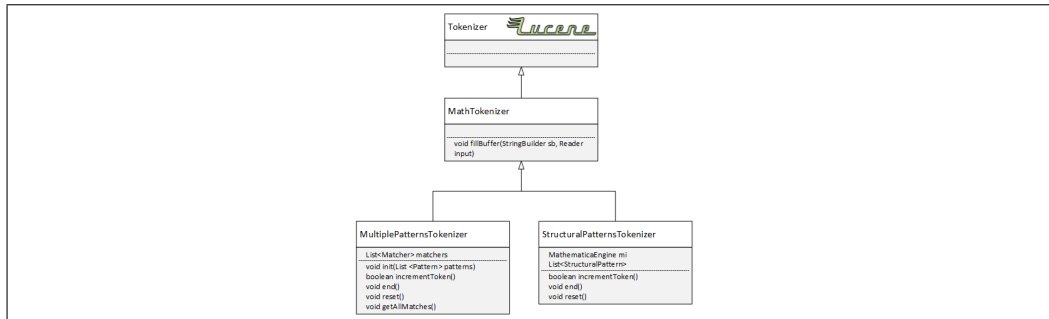 Tokenizer Lucene
MathTokenizer
void fillBuffer(StringBuilder sb, Reader
input)
MultiplePatternsTokenizer
List<Matcher> matchers
void init(List <Pattern> patterns)
boolean incrementToken()
void end()
void reset()
void getAllMatches()
StructuralPatternsTokenizer
MathematicaEngine mi
List<StructuralPattern>
boolean incrementToken()
void end()
void reset()